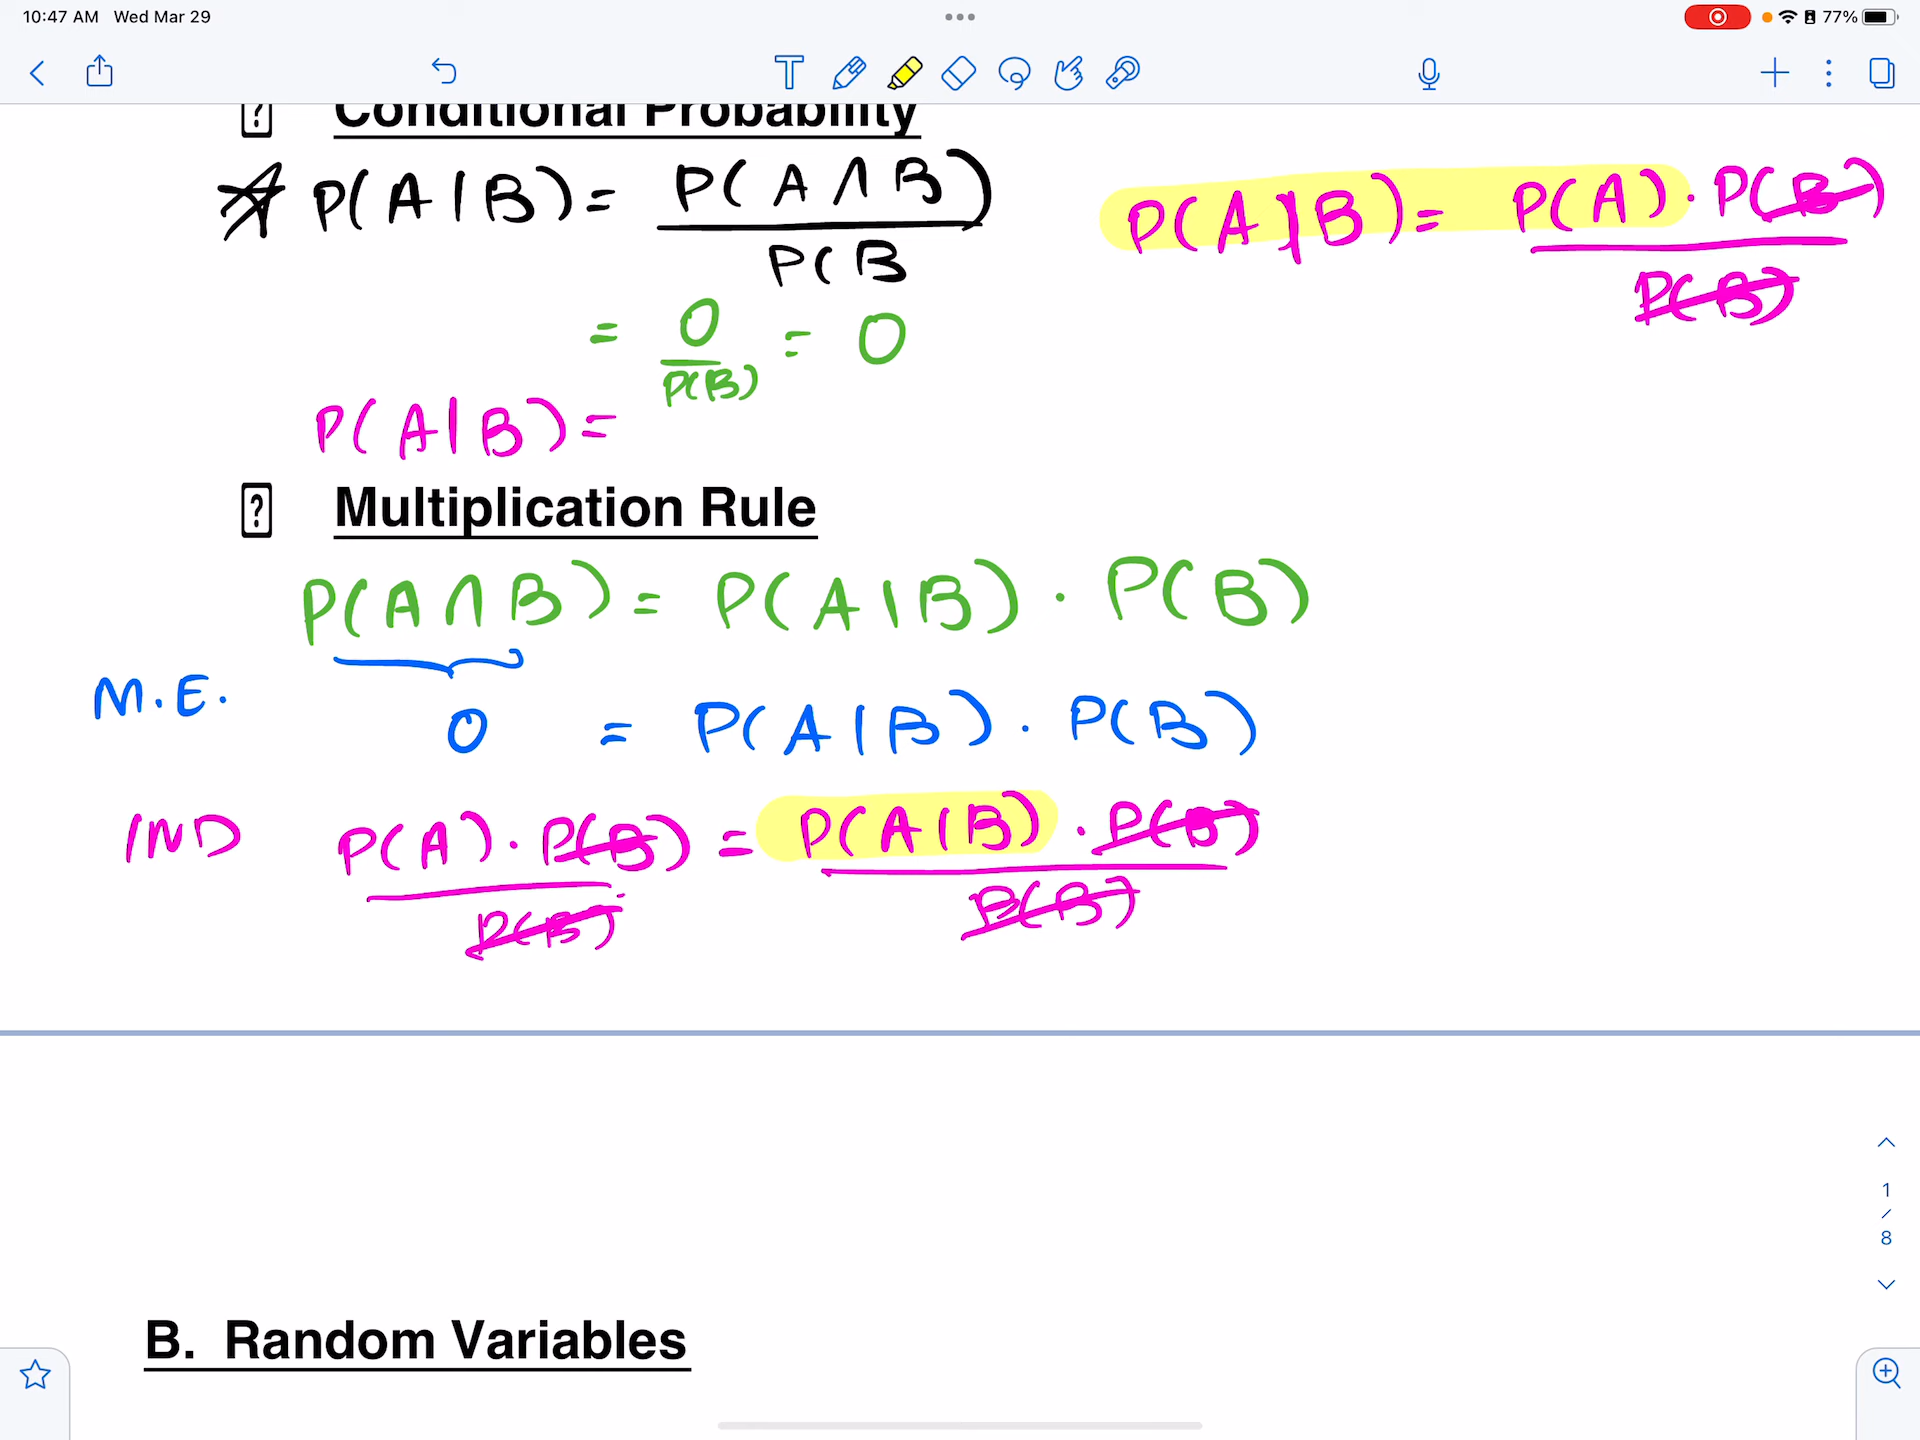 10:47 AM Wed Mar 29 77%
Conditional Probability
P(A|B) = P(A ∩ B)
P(B
P(A|B) = P(A) · P(B)
P(B)
= 0 = 0
P(B)
P(A|B) =
Multiplication Rule
P(A ∩ B) = P(A|B) · P(B)
M.E. 0 = P(A|B) · P(B)
IND P(A) · P(B) = P(A|B) · P(B)
P(B) P(B)
1
/
8
B. Random Variables